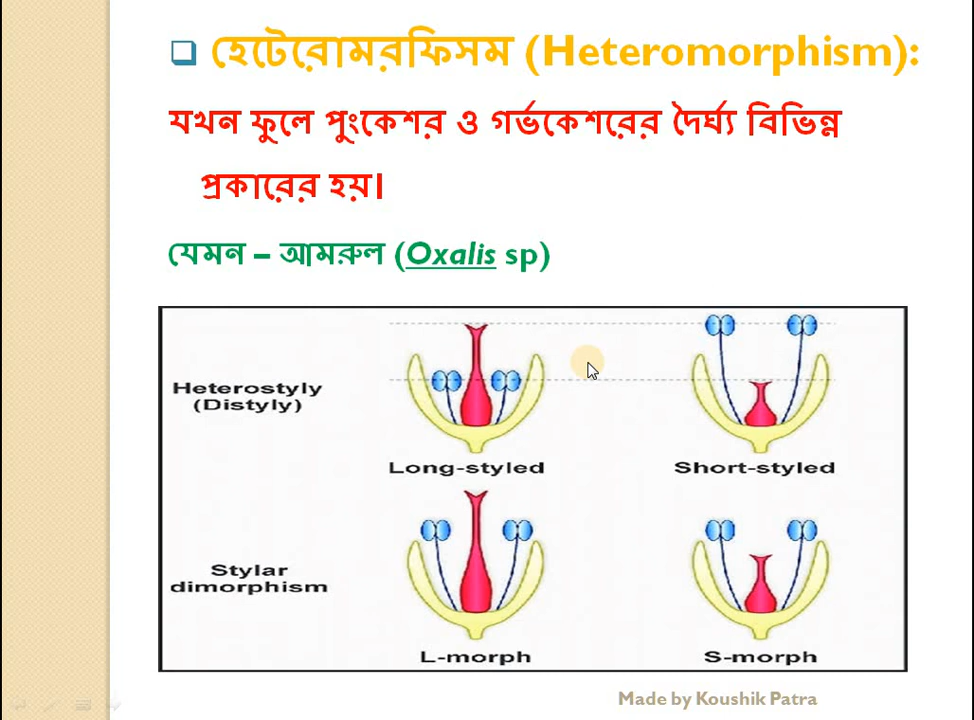 হেটেরোমরফিসম (Heteromorphism):
যখন ফুলে পুংকেশর ও গর্ভকেশরের দৈর্ঘ্য বিভিন্ন
প্রকারের হয়।
যেমন – আমরুল (Oxalis sp)
Heterostyly
(Distyly)
Long-styled
Short-styled
Stylar
dimorphism
L-morph
S-morph
Made by Koushik Patra